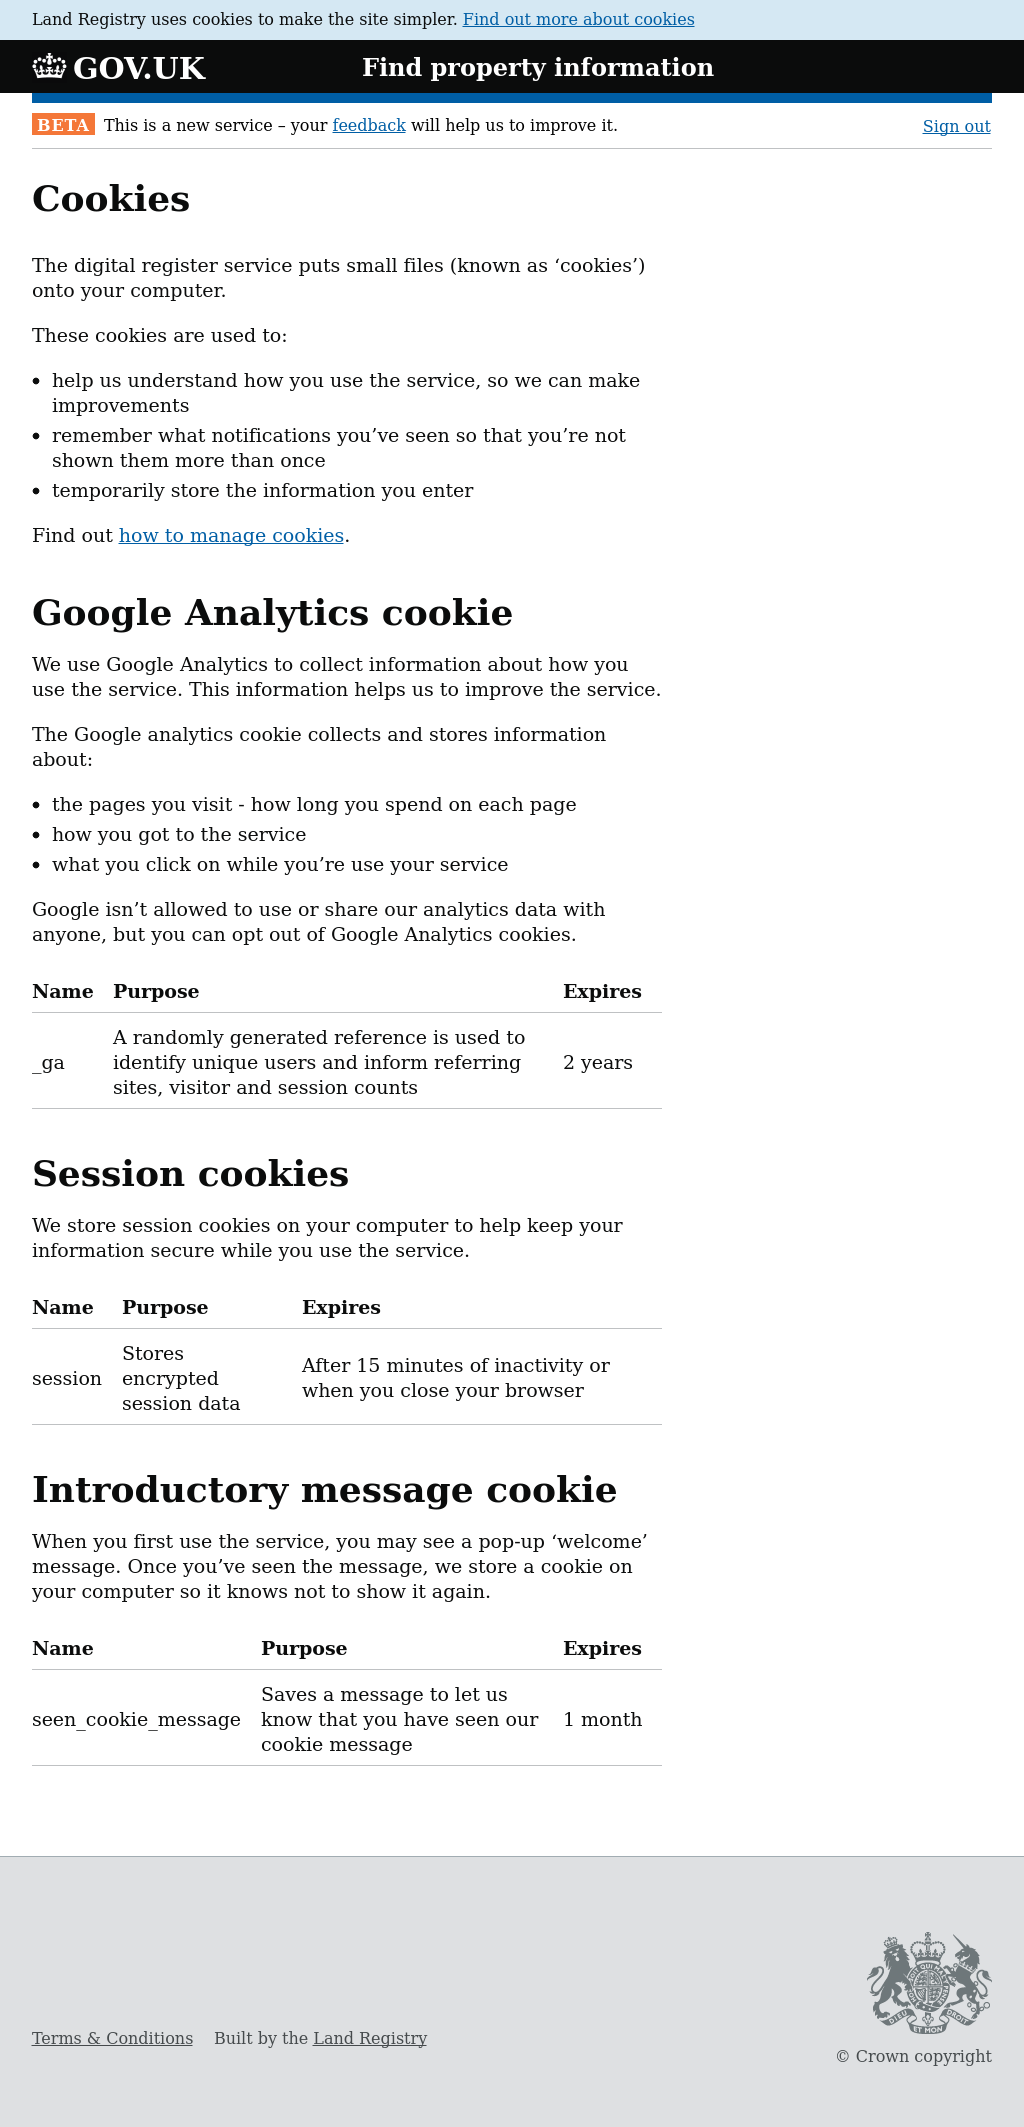 Land Registry uses cookies to make the site simpler. Find out more about cookies
GOV.UK Find property information
BETA This is a new service – your feedback will help us to improve it. Sign out
Cookies
The digital register service puts small files (known as ‘cookies’)
onto your computer.
These cookies are used to:
• help us understand how you use the service, so we can make
improvements
• remember what notifications you’ve seen so that you’re not
shown them more than once
• temporarily store the information you enter
Find out how to manage cookies.
Google Analytics cookie
We use Google Analytics to collect information about how you
use the service. This information helps us to improve the service.
The Google analytics cookie collects and stores information
about:
• the pages you visit - how long you spend on each page
• how you got to the service
• what you click on while you’re use your service
Google isn’t allowed to use or share our analytics data with
anyone, but you can opt out of Google Analytics cookies.
Name Purpose Expires
A randomly generated reference is used to
_ga identify unique users and inform referring 2 years
sites, visitor and session counts
Session cookies
We store session cookies on your computer to help keep your
information secure while you use the service.
Name Purpose Expires
session
Stores
encrypted
session data
After 15 minutes of inactivity or
when you close your browser
Introductory message cookie
When you first use the service, you may see a pop-up ‘welcome’
message. Once you’ve seen the message, we store a cookie on
your computer so it knows not to show it again.
Name Purpose Expires
Saves a message to let us
seen_cookie_message know that you have seen our 1 month
cookie message
DIEU ET MON DROIT
Terms & Conditions Built by the Land Registry
© Crown copyright